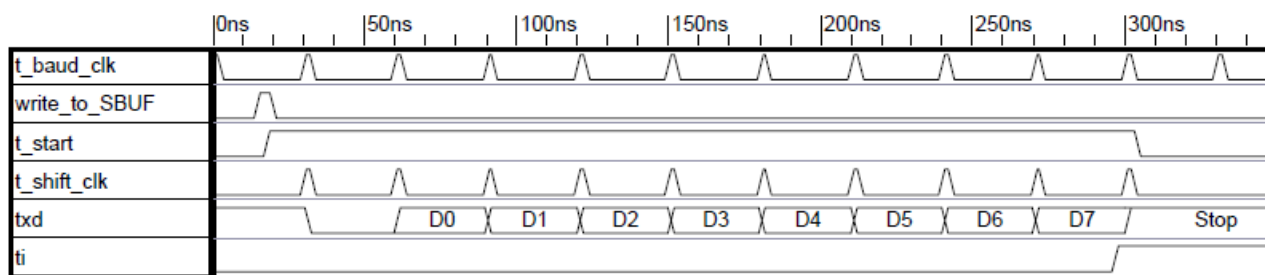 0ns 50ns 100ns 150ns 200ns 250ns 300ns
t_baud_clk
write_to_SBUF
t_start
t_shift_clk
txd D0 D1 D2 D3 D4 D5 D6 D7 Stop
ti